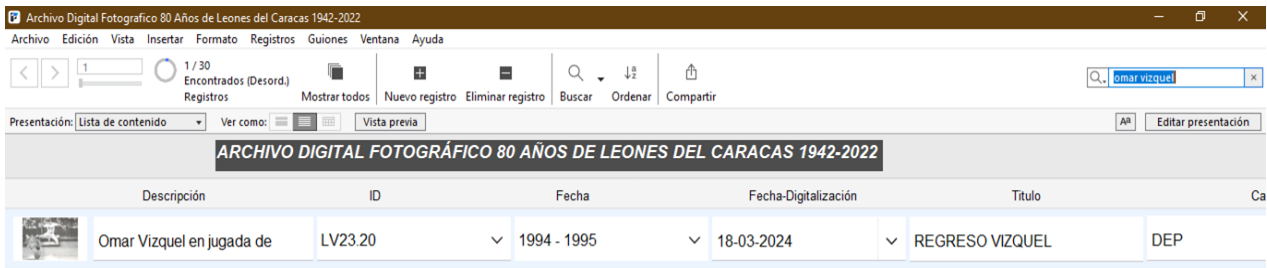 Archivo Digital Fotografico 80 Años de Leones del Caracas 1942-2022
Archivo Edición Vista Insertar Formato Registros Guiones Ventana Ayuda
1
1 / 30
Encontrados (Desord.)
Registros
Mostrar todos Nuevo registro Eliminar registro Buscar Ordenar Compartir
omar vizquel
Presentación: Lista de contenido Ver como: Vista previa Aª Editar presentación
ARCHIVO DIGITAL FOTOGRÁFICO 80 AÑOS DE LEONES DEL CARACAS 1942-2022
Descripción ID Fecha Fecha-Digitalización Titulo Ca
Omar Vizquel en jugada de LV23.20 1994 - 1995 18-03-2024 REGRESO VIZQUEL DEP